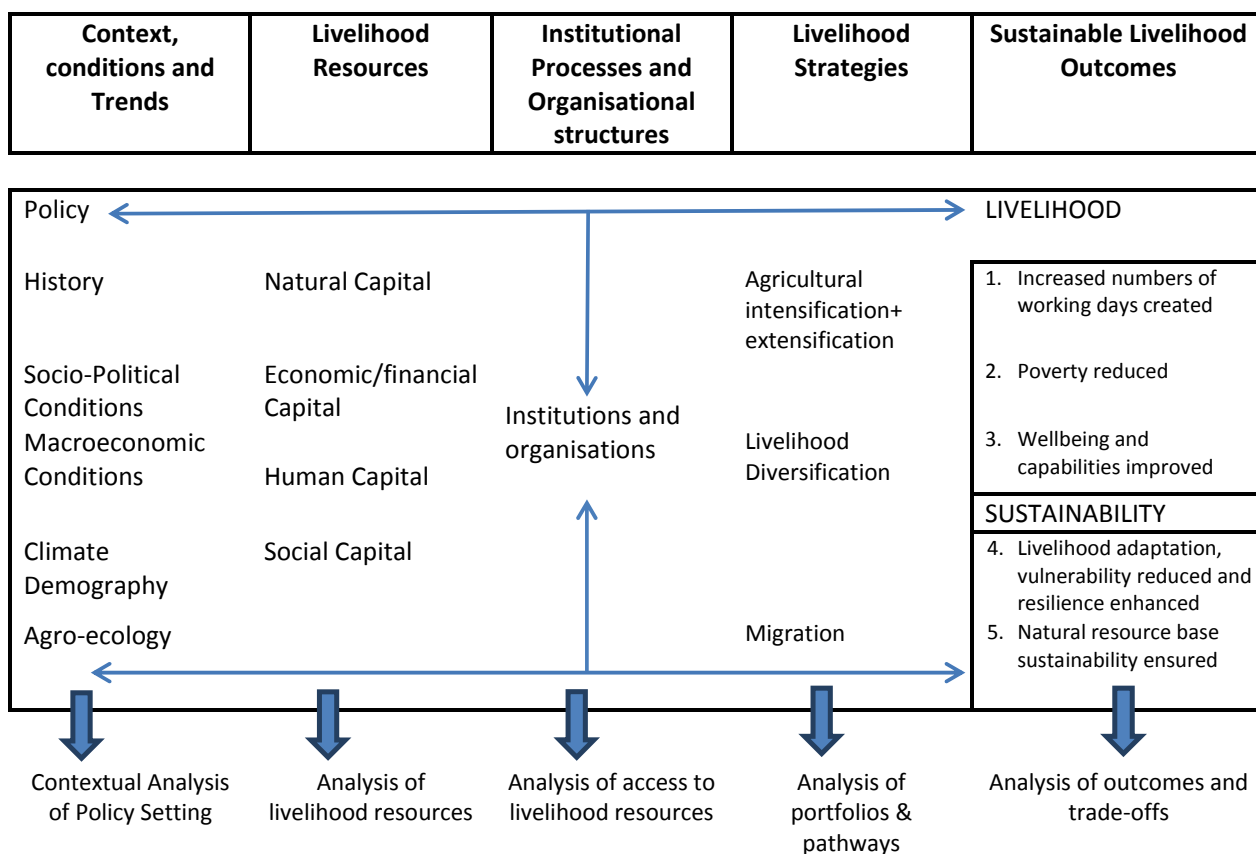 Context,
conditions and
Trends
Livelihood
Resources
Institutional
Processes and
Organisational
structures
Livelihood
Strategies
Sustainable Livelihood
Outcomes
Policy
History
Socio-Political
Conditions
Macroeconomic
Conditions
Climate
Demography
Agro-ecology
Natural Capital
Economic/financial
Capital
Human Capital
Social Capital
Institutions and
organisations
Agricultural
intensification+
extensification
Livelihood
Diversification
Migration
LIVELIHOOD
1. Increased numbers of
working days created
2. Poverty reduced
3. Wellbeing and
capabilities improved
SUSTAINABILITY
4. Livelihood adaptation,
vulnerability reduced and
resilience enhanced
5. Natural resource base
sustainability ensured
Contextual Analysis
of Policy Setting
Analysis of
livelihood resources
Analysis of access to
livelihood resources
Analysis of
portfolios &
pathways
Analysis of outcomes and
trade-offs